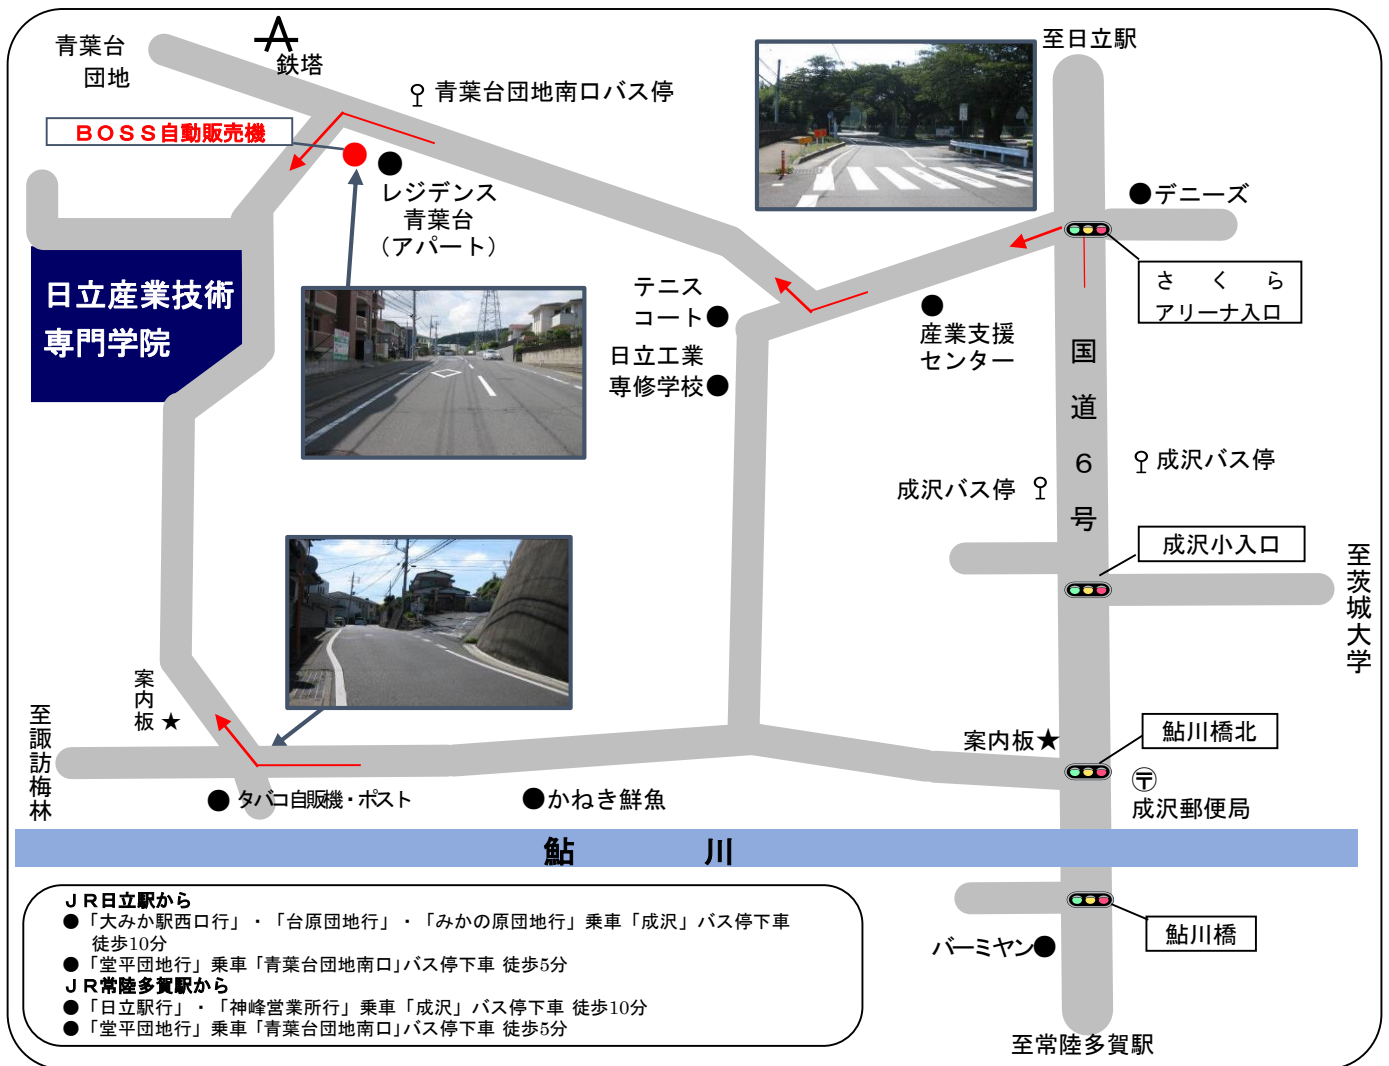 青葉台
団地
鉄塔
青葉台団地南口バス停
至日立駅
BOSS自動販売機
レジデンス
青葉台
（アパート）
デニーズ
さくら
アリーナ入口
日立産業技術
専門学院
テニス
コート
日立工業
専修学校
産業支援
センター
国道6号
成沢バス停
成沢バス停
成沢小入口
至茨城大学
案内板★
至諏訪梅林
案内板★
鮎川橋北
〒
成沢郵便局
●タバコ自販機・ポスト
●かねき鮮魚
鮎川
鮎川橋
バーミヤン●
至常陸多賀駅
ＪＲ日立駅から
●「大みか駅西口行」・「台原団地行」・「みかの原団地行」乗車「成沢」バス停下車
徒歩10分
●「堂平団地行」乗車「青葉台団地南口」バス停下車 徒歩5分
ＪＲ常陸多賀駅から
●「日立駅行」・「神峰営業所行」乗車「成沢」バス停下車 徒歩10分
●「堂平団地行」乗車「青葉台団地南口」バス停下車 徒歩5分